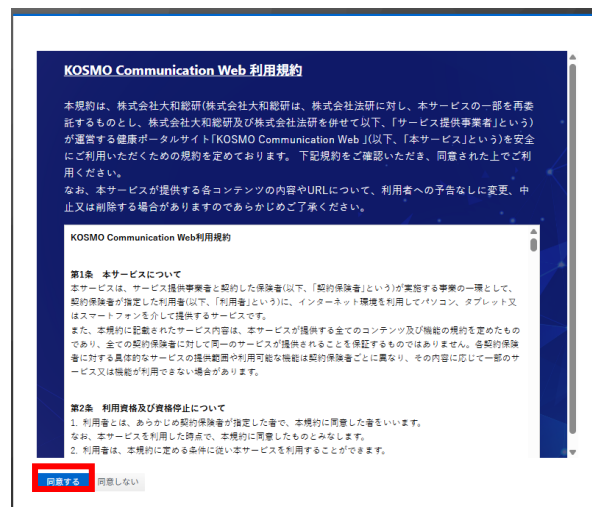 KOSMO Communication Web 利用規約
本規約は、株式会社大和総研(株式会社大和総研は、株式会社法研に対し、本サービスの一部を再委
託するものとし、株式会社大和総研及び株式会社法研を併せて以下、「サービス提供事業者」という)
が運営する健康ポータルサイト「KOSMO Communication Web 」(以下、「本サービス」という)を安全
にご利用いただくための規約を定めております。 下記規約をご確認いただき、同意された上でご利
用ください。
なお、本サービスが提供する各コンテンツの内容やURLについて、利用者への予告なしに変更、中
止又は削除する場合がありますのであらかじめご了承ください。
KOSMO Communication Web利用規約
第1条 本サービスについて
本サービスは、サービス提供事業者と契約した保険者(以下、「契約保険者」という)が実施する事業の一環として、
契約保険者が指定した利用者(以下、「利用者」という)に、インターネット環境を利用してパソコン、タブレット又
はスマートフォンを介して提供するサービスです。
また、本規約に記載されたサービス内容は、本サービスが提供する全てのコンテンツ及び機能の規約を定めたもの
であり、全ての契約保険者に対して同一のサービスが提供されることを保証するものではありません。各契約保険
者に対する具体的なサービスの提供範囲や利用可能な機能は契約保険者ごとに異なり、その内容に応じて一部のサ
ービス又は機能が利用できない場合があります。
第2条 利用資格及び資格停止について
1. 利用者とは、あらかじめ契約保険者が指定した者で、本規約に同意した者をいいます。
なお、本サービスを利用した時点で、本規約に同意したものとみなします。
2. 利用者は、本規約に定める条件に従い本サービスを利用することができます。
同意する 同意しない